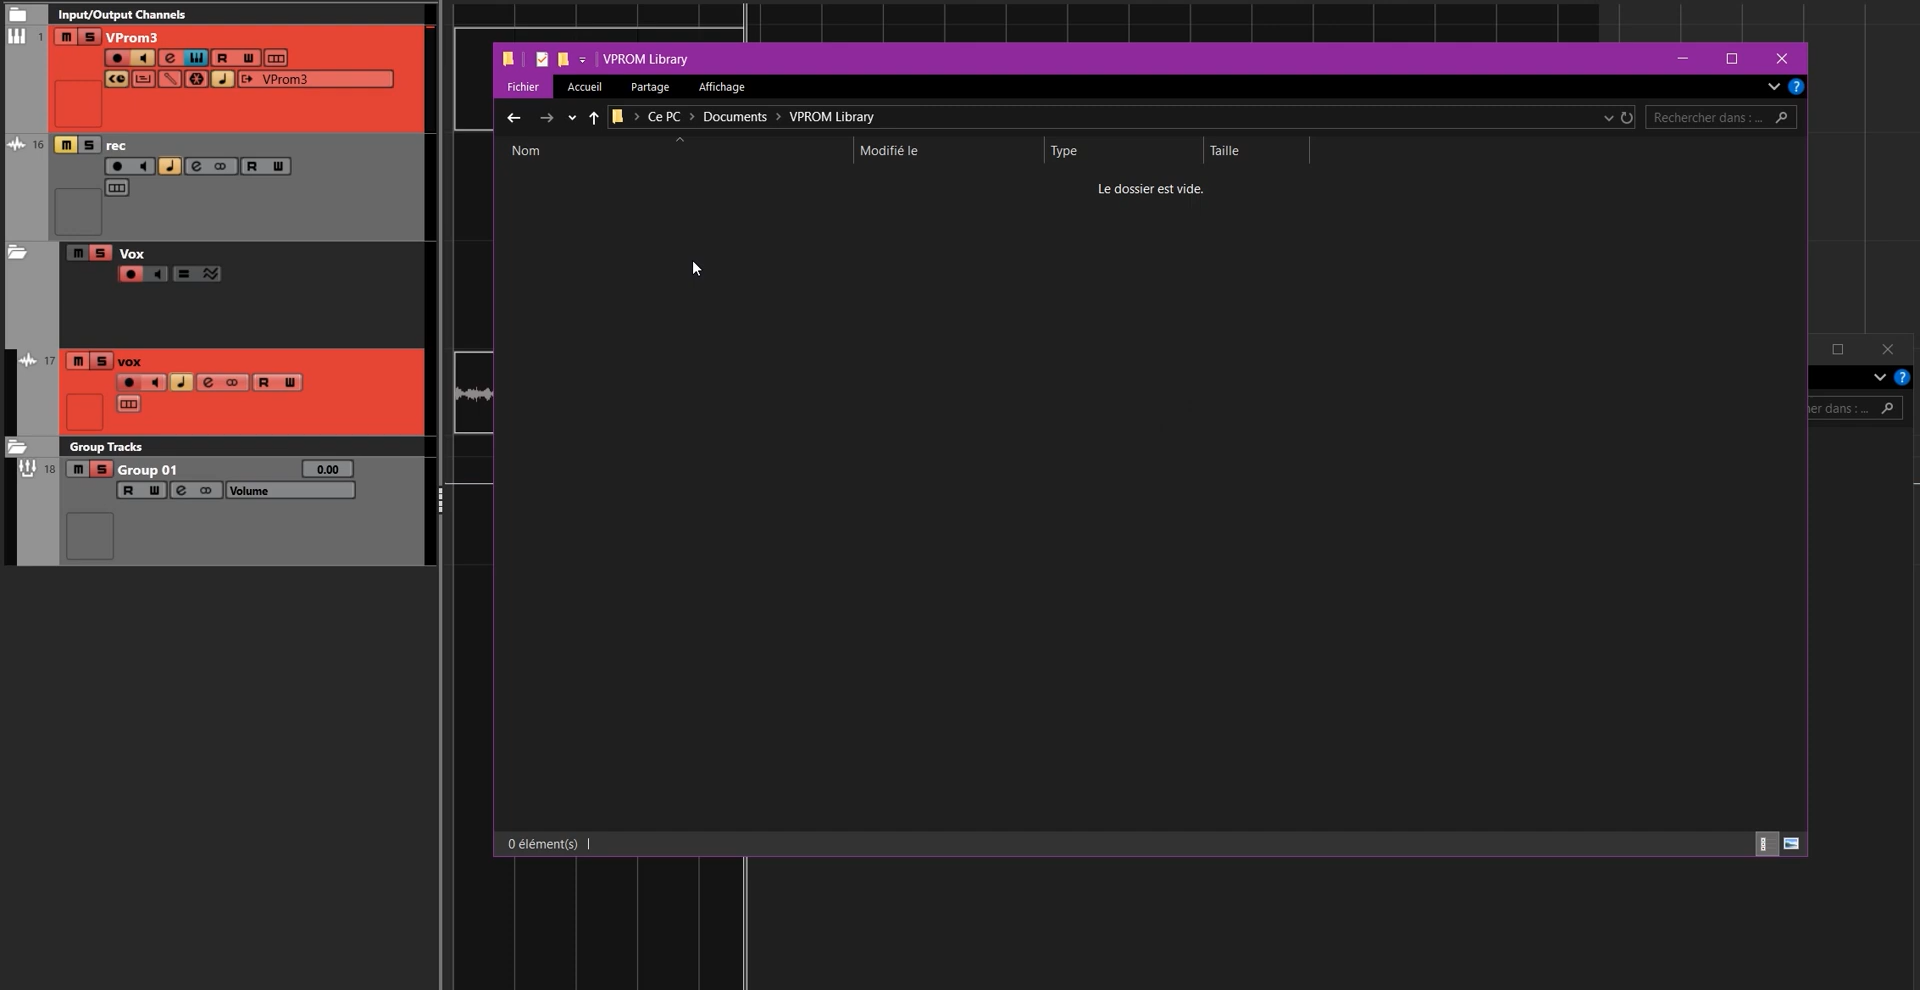 Input/Output Channels
1 m S VProm3
e R W
VProm3
16 m S rec
e R W
m S Vox
17 m S vox
e R W
Group Tracks
18 m S Group 01 0.00
R W e Volume
VPROM Library
Fichier Accueil Partage Affichage
Ce PC > Documents > VPROM Library
Rechercher dans : ...
Nom Modifié le Type Taille
Le dossier est vide.
er dans : ...
0 élément(s)